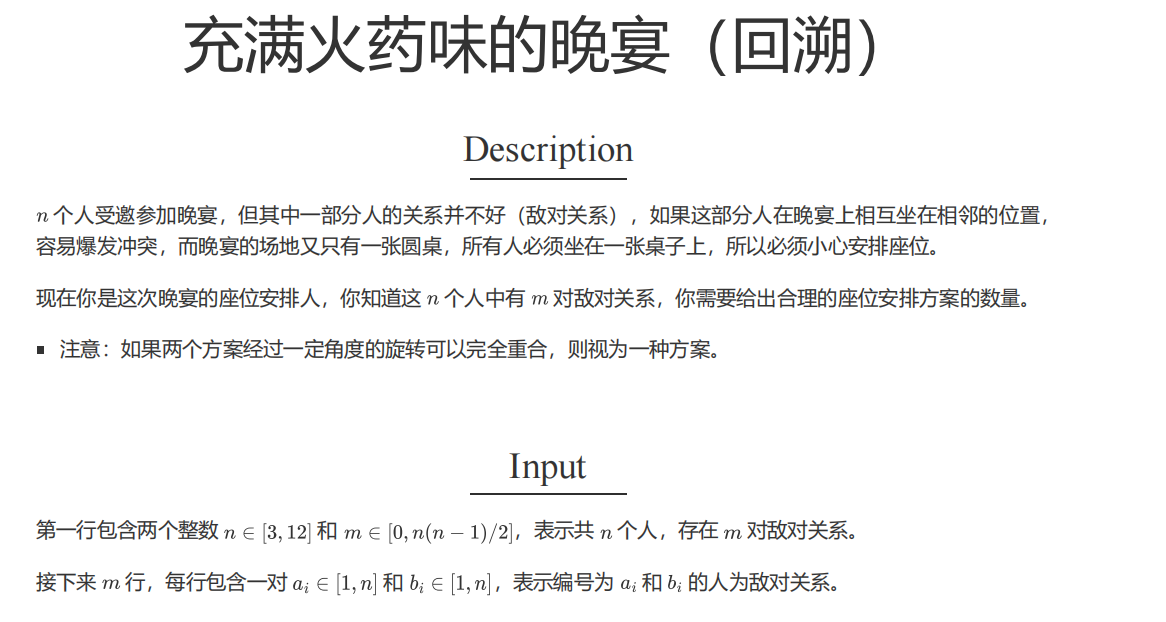 充满火药味的晚宴（回溯）
Description
n 个人受邀参加晚宴，但其中一部分人的关系并不好（敌对关系），如果这部分人在晚宴上相互坐在相邻的位置，
容易爆发冲突，而晚宴的场地又只有一张圆桌，所有人必须坐在一张桌子上，所以必须小心安排座位。
现在你是这次晚宴的座位安排人，你知道这 n 个人中有 m 对敌对关系，你需要给出合理的座位安排方案的数量。
▪ 注意：如果两个方案经过一定角度的旋转可以完全重合，则视为一种方案。
Input
第一行包含两个整数 n ∈ [3, 12] 和 m ∈ [0, n(n − 1)/2]，表示共 n 个人，存在 m 对敌对关系。
接下来 m 行，每行包含一对 aᵢ ∈ [1, n] 和 bᵢ ∈ [1, n]，表示编号为 aᵢ 和 bᵢ 的人为敌对关系。